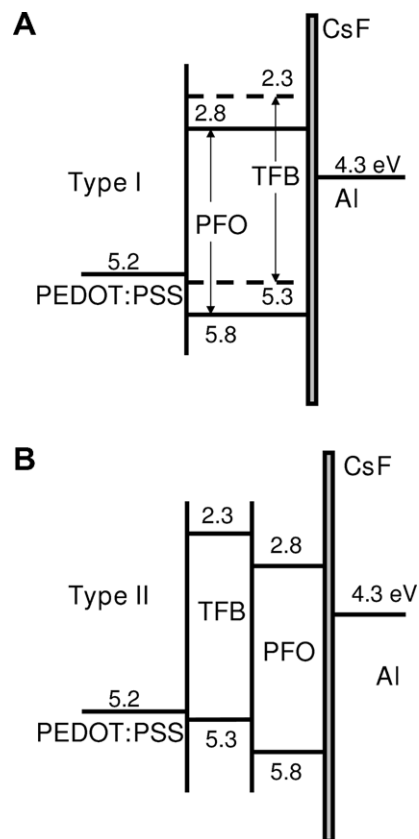 A
CsF
2.3
2.8
4.3 eV
Type I
TFB
Al
PFO
5.2
PEDOT:PSS
5.3
5.8
B
CsF
2.3
2.8
4.3 eV
Type II
TFB
PFO
Al
5.2
PEDOT:PSS
5.3
5.8